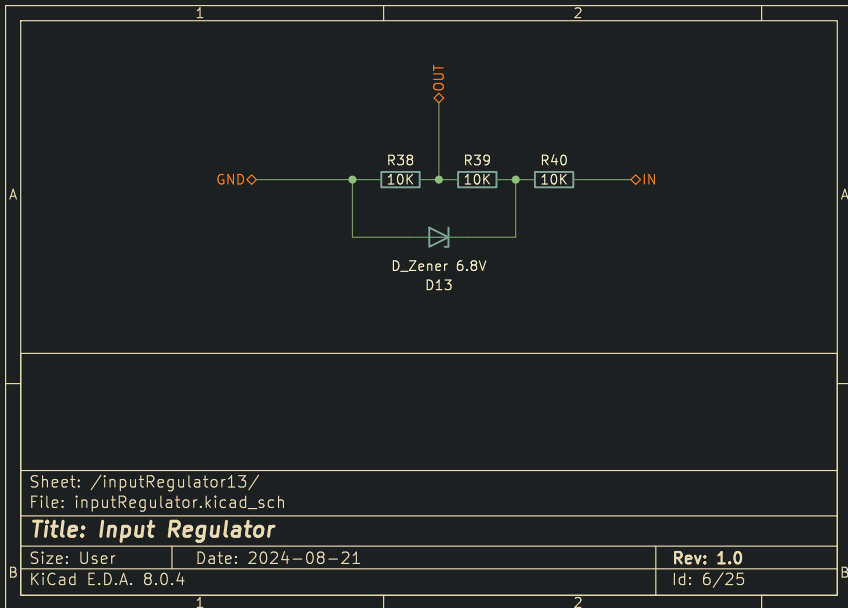 1 2
OUT
R38 R39 R40
GND 10K 10K 10K IN
A A
D_Zener 6.8V
D13
Sheet: /inputRegulator13/
File: inputRegulator.kicad_sch
Title: Input Regulator
Size: User Date: 2024-08-21 Rev: 1.0
B B
KiCad E.D.A. 8.0.4 Id: 6/25
1 2